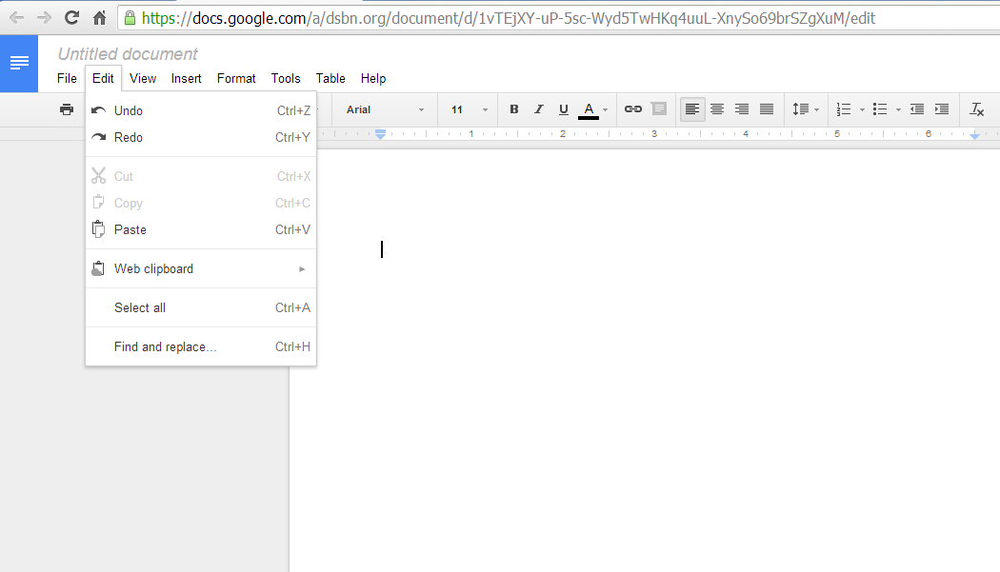 https://docs.google.com/a/dsbn.org/document/d/1vTEjXY-uP-5sc-Wyd5TwHKq4uuL-XnySo69brSZgXuM/edit
Untitled document
File Edit View Insert Format Tools Table Help
Arial 11 B I U A
1 2 3 4 5 6
Undo Ctrl+Z
Redo Ctrl+Y
Cut Ctrl+X
Copy Ctrl+C
Paste Ctrl+V
Web clipboard
Select all Ctrl+A
Find and replace... Ctrl+H